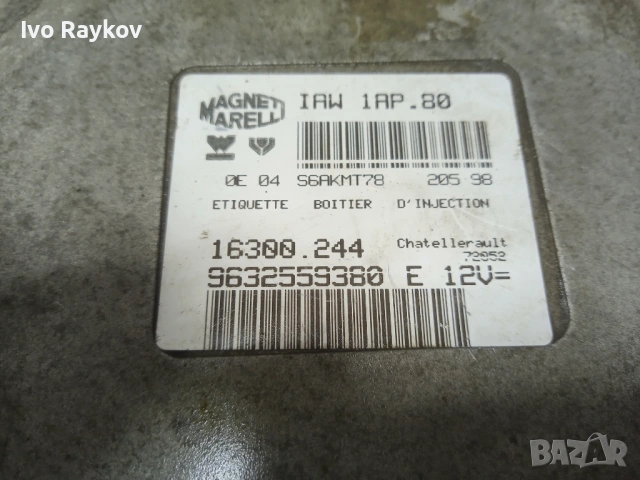 Ivo Raykov
MAGNETI MARELLI
IAW 1AP.80
0E 04 S6AKMT78 205 98
ETIQUETTE BOITIER D'INJECTION
16300.244 Chatellerault
72052
9632559380 E 12V=
BAZAR